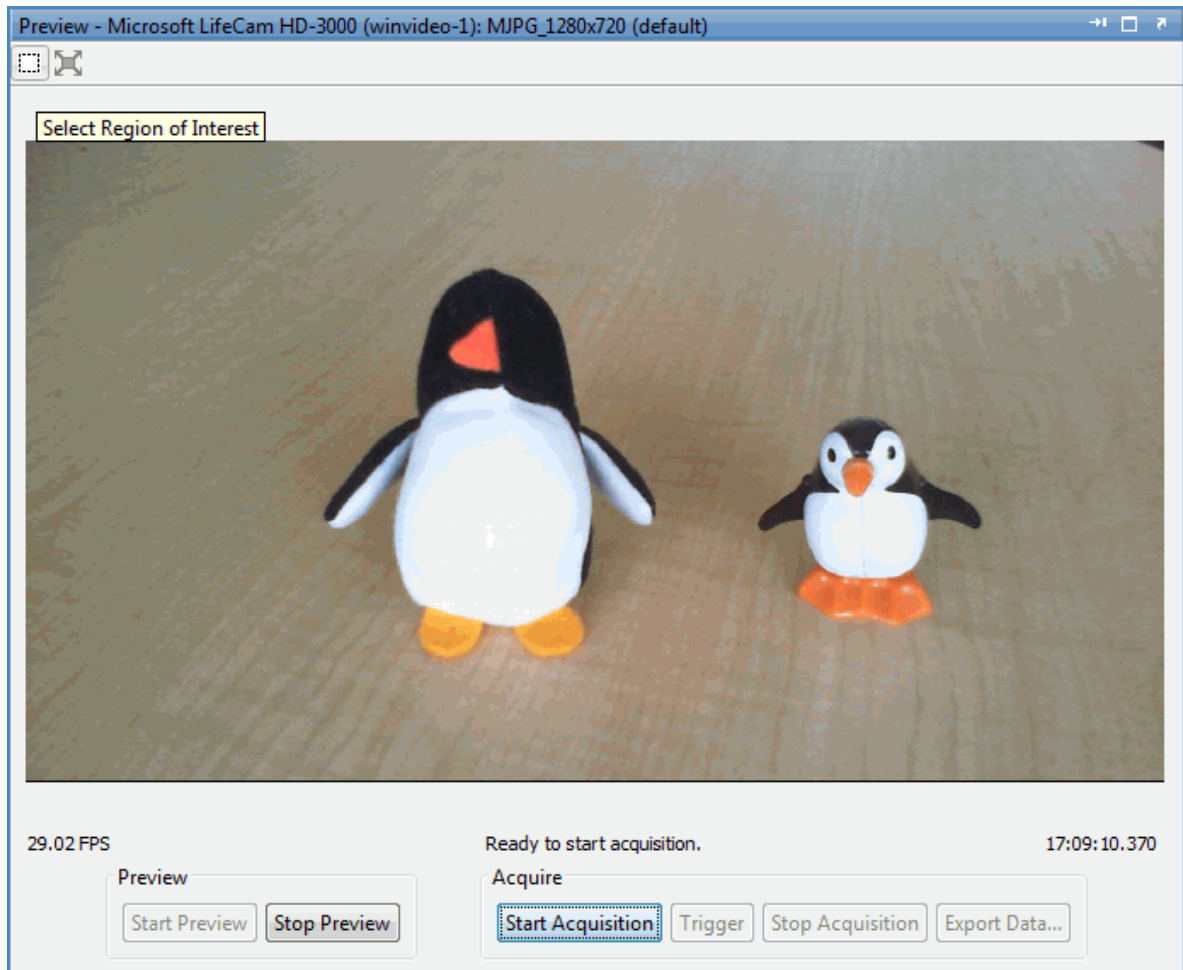 Preview - Microsoft LifeCam HD-3000 (winvideo-1): MJPG_1280x720 (default)
Select Region of Interest
29.02 FPS Ready to start acquisition. 17:09:10.370
Preview Acquire
Start Preview Stop Preview Start Acquisition Trigger Stop Acquisition Export Data...